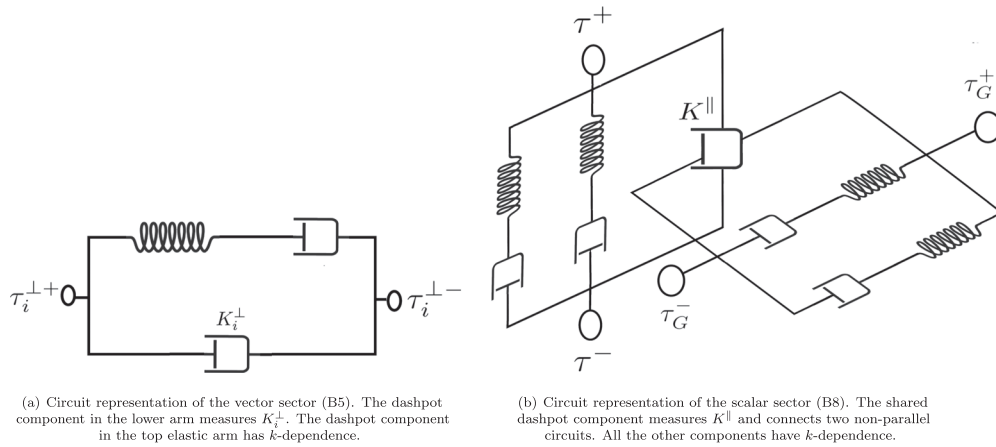 τ_i^{⊥+}
K_i^⊥
τ_i^{⊥−}
(a) Circuit representation of the vector sector (B5). The dashpot
component in the lower arm measures K_i^⊥. The dashpot component
in the top elastic arm has k-dependence.
τ^+
K^∥
τ_G^+
τ_G^−
τ^−
(b) Circuit representation of the scalar sector (B8). The shared
dashpot component measures K^∥ and connects two non-parallel
circuits. All the other components have k-dependence.